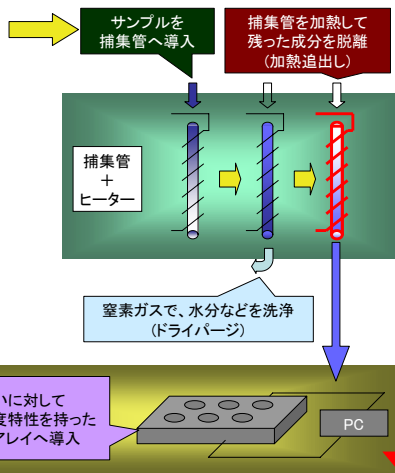 サンプルを
捕集管へ導入
捕集管を加熱して
残った成分を脱離
(加熱追出し)
捕集管
+
ヒーター
窒素ガスで、水分などを洗浄
(ドライパージ)
いに対して
度特性を持った
アレイへ導入
PC